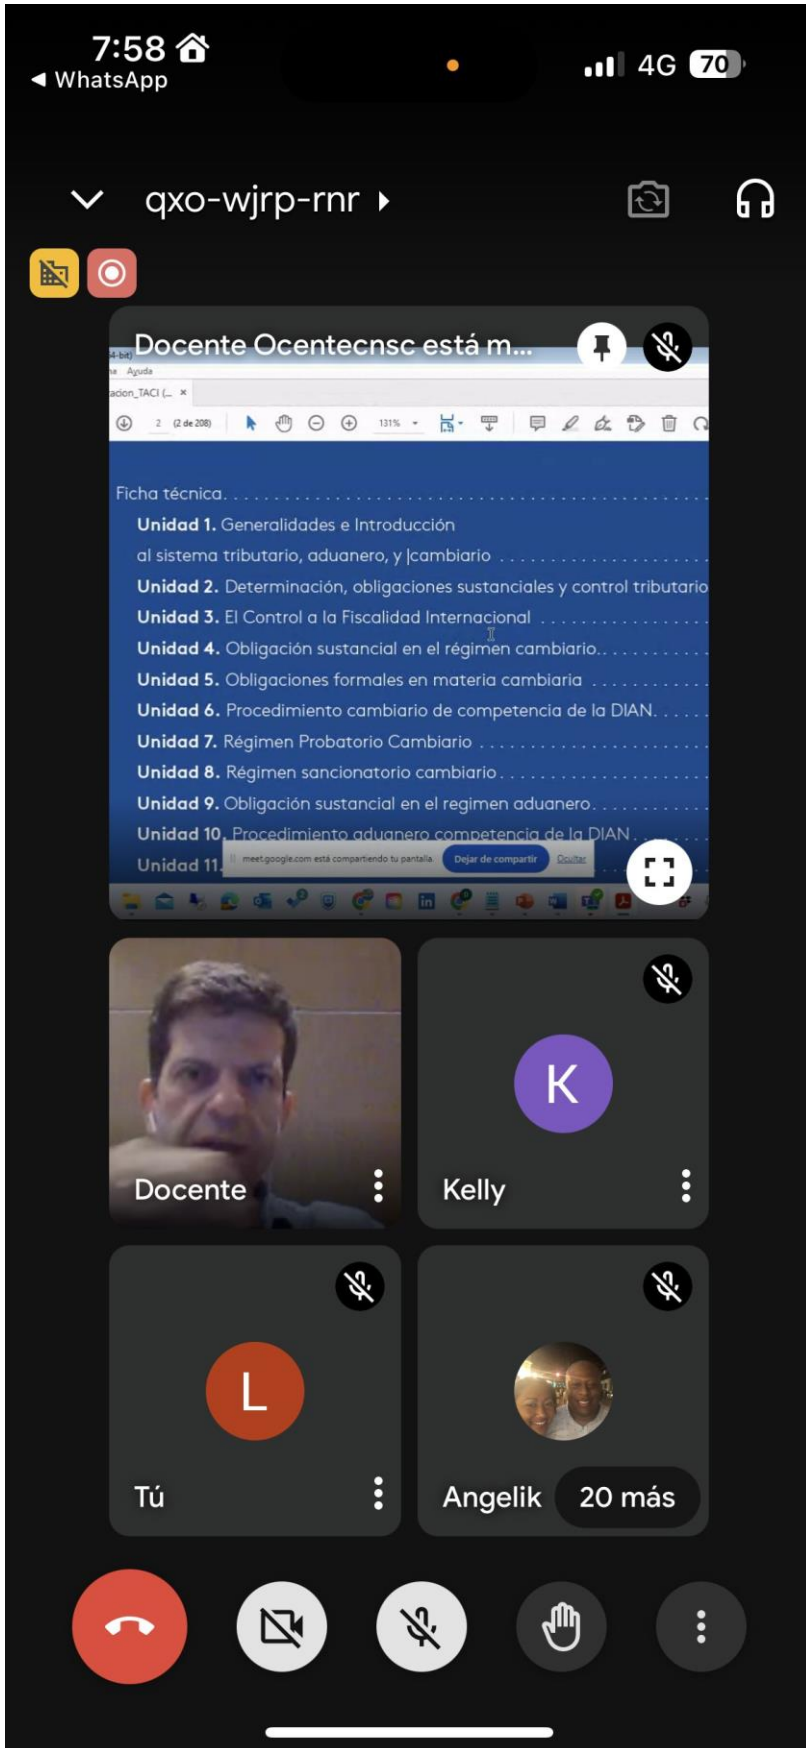 7:58
◀ WhatsApp
4G 70
qxo-wjrp-rnr
Docente Ocentecnsc está m...
4-bit)
na Ayuda
acion_TACI (... ×
2 (2 de 208) 131%
Ficha técnica
Unidad 1. Generalidades e Introducción
al sistema tributario, aduanero, y cambiario
Unidad 2. Determinación, obligaciones sustanciales y control tributario
Unidad 3. El Control a la Fiscalidad Internacional
Unidad 4. Obligación sustancial en el régimen cambiario
Unidad 5. Obligaciones formales en materia cambiaria
Unidad 6. Procedimiento cambiario de competencia de la DIAN
Unidad 7. Régimen Probatorio Cambiario
Unidad 8. Régimen sancionatorio cambiario
Unidad 9. Obligación sustancial en el regimen aduanero
Unidad 10. Procedimiento aduanero competencia de la DIAN
Unidad 11.
meet.google.com está compartiendo tu pantalla. Dejar de compartir Ocultar
Docente
K
Kelly
L
Tú
Angelik
20 más